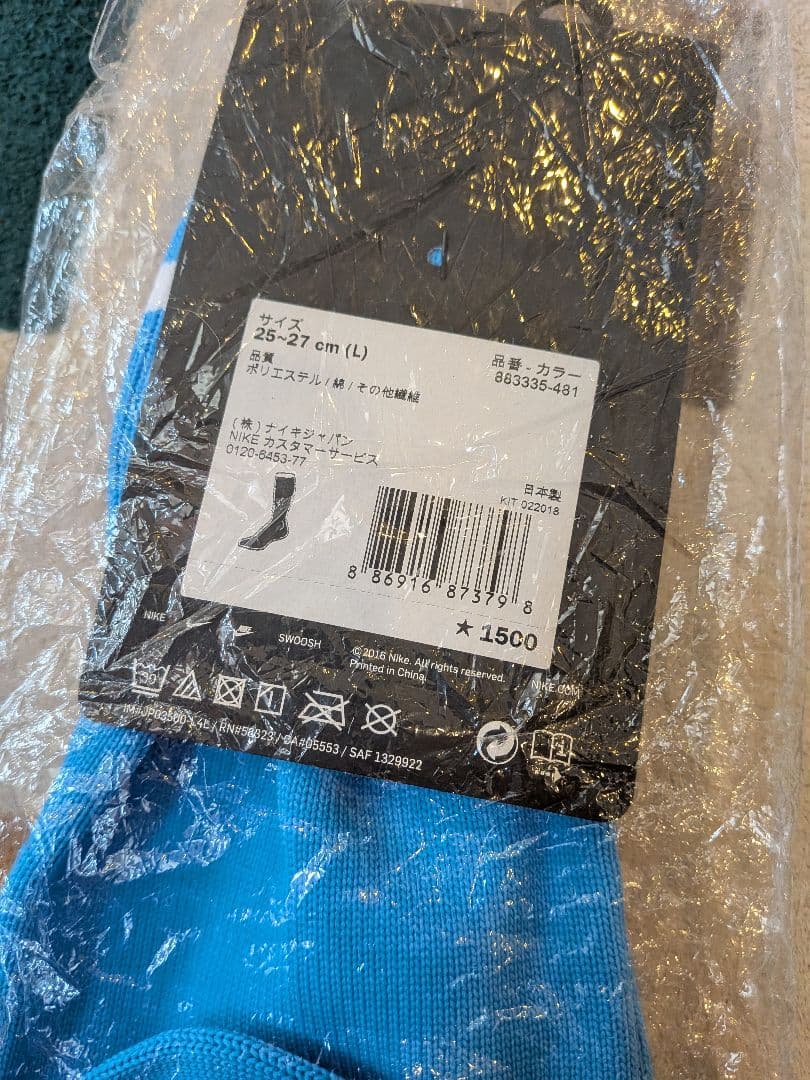 サイズ
25~27 cm (L)
品番 - カラー
883335-481
品質
ポリエステル / 綿 / その他繊維
(株) ナイキジャパン
NIKE カスタマーサービス
0120-6453-77
日本製
KIT 022018
8 86916 87379 8
★ 1500
NIKE
SWOOSH
© 2016 Nike. All rights reserved.
Printed in China.
NIKE.COM
30
/ RN#56323 / CA#05553 / SAF 1329922